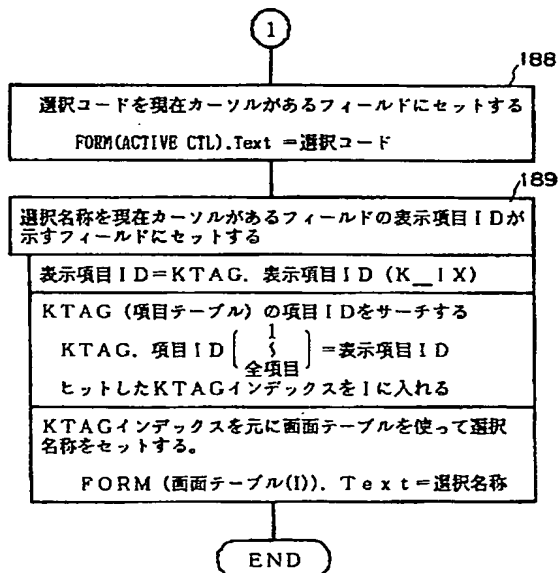 1
188
選択コードを現在カーソルがあるフィールドにセットする
FORM(ACTIVE CTL).Text =選択コード
189
選択名称を現在カーソルがあるフィールドの表示項目IDが
示すフィールドにセットする
表示項目ID=KTAG. 表示項目ID (K__IX)
KTAG (項目テーブル) の項目IDをサーチする
1
KTAG. 項目ID ( ∫ ) =表示項目ID
全項目
ヒットしたKTAGインデックスをIに入れる
KTAGインデックスを元に画面テーブルを使って選択
名称をセットする。
FORM (画面テーブル(I)). Text=選択名称
END